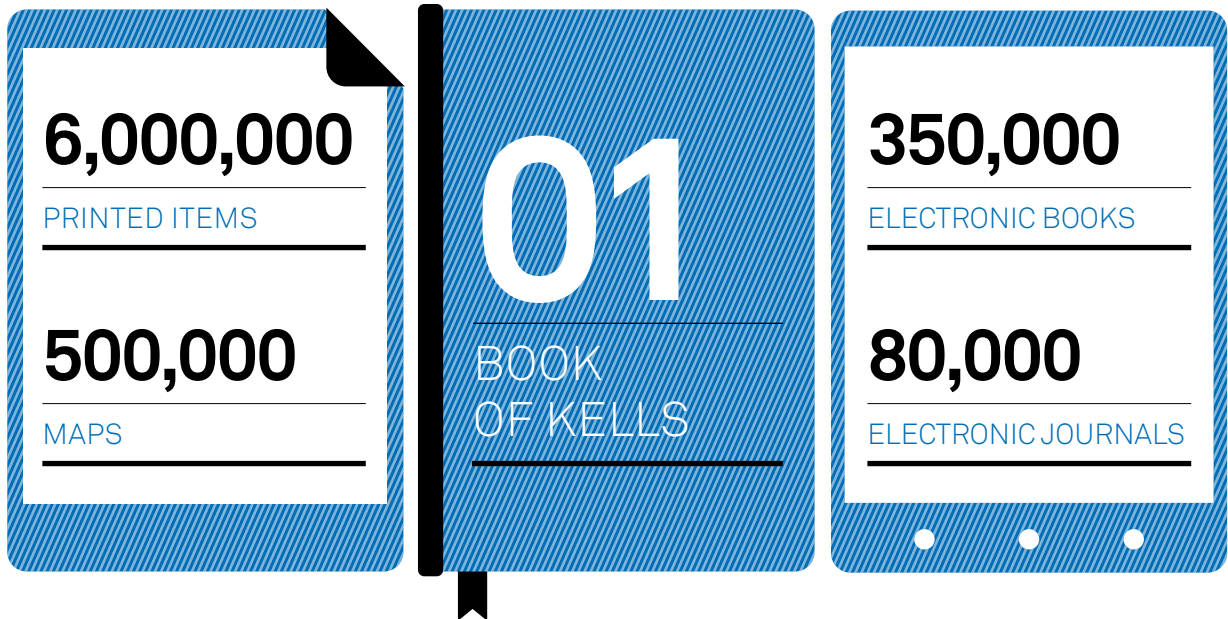 6,000,000
PRINTED ITEMS
500,000
MAPS
01
BOOK
OF KELLS
350,000
ELECTRONIC BOOKS
80,000
ELECTRONIC JOURNALS